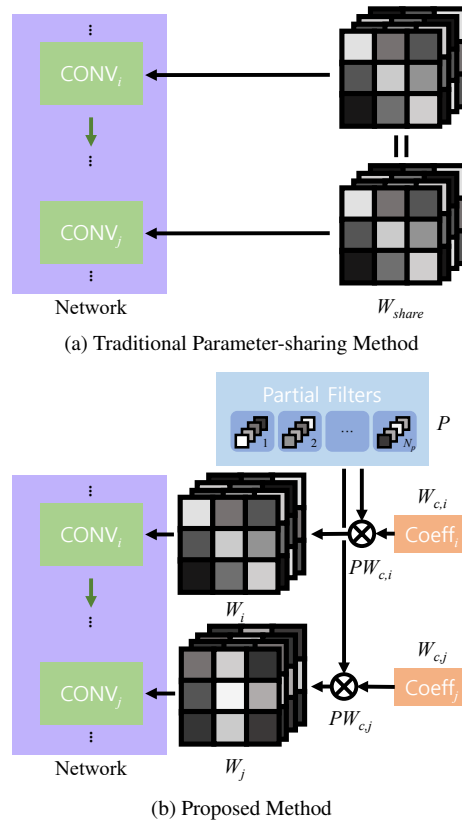 ...
CONV_i
...
CONV_j
...
Network
W_share
(a) Traditional Parameter-sharing Method
Partial Filters
1 2 ... N_p
P
...
CONV_i
W_i
PW_c,i
W_c,i
Coeff_i
...
CONV_j
W_j
PW_c,j
W_c,j
Coeff_j
...
Network
(b) Proposed Method